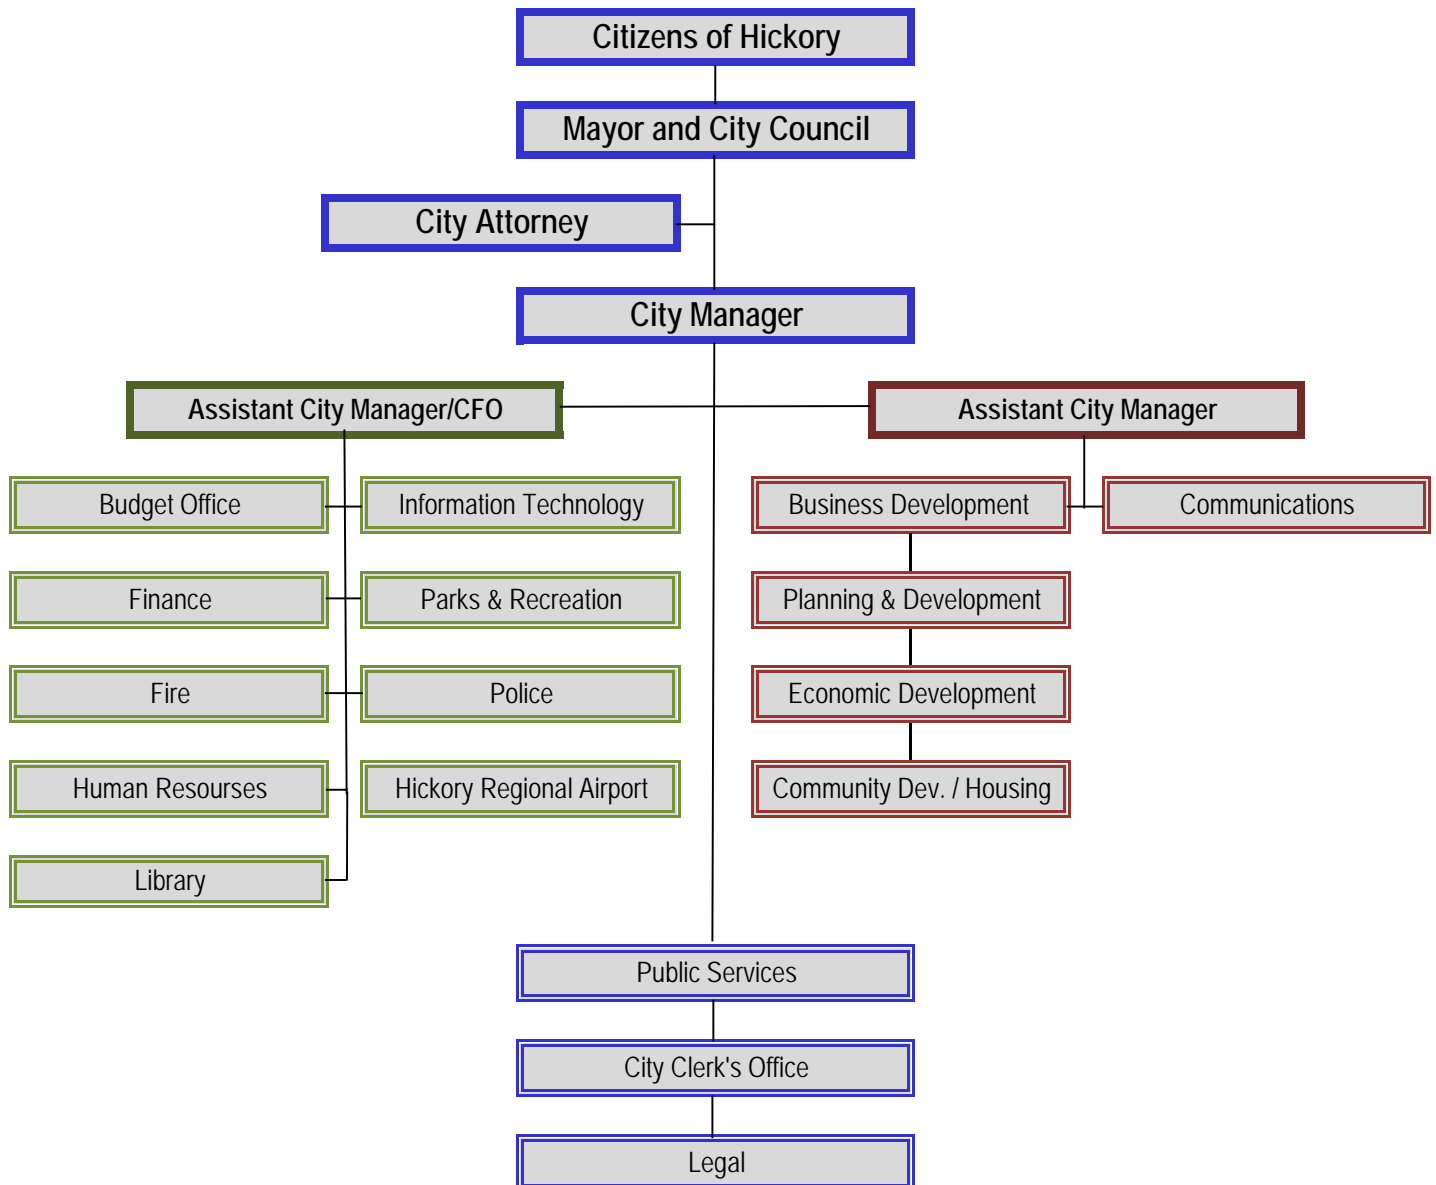 Citizens of Hickory
Mayor and City Council
City Attorney
City Manager
Assistant City Manager/CFO
Assistant City Manager
Budget Office
Information Technology
Business Development
Communications
Finance
Parks & Recreation
Planning & Development
Fire
Police
Economic Development
Human Resourses
Hickory Regional Airport
Community Dev. / Housing
Library
Public Services
City Clerk's Office
Legal